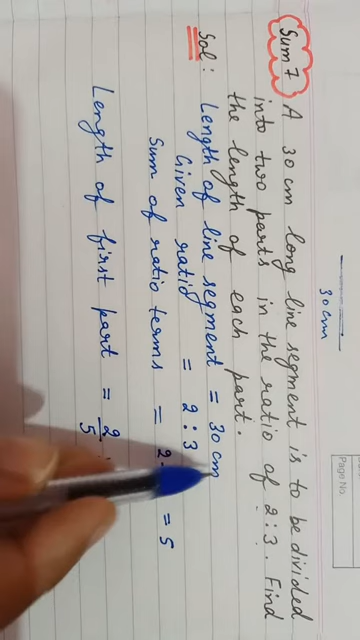 Page No.
30 cm
Sum 7 A 30 cm long line segment is to be divided
into two parts in the ratio of 2:3. Find
the length of each part.
Sol: Length of line segment = 30 cm
Given ratio = 2:3
Sum of ratio terms = 2 = 5
Length of first part = 2/5